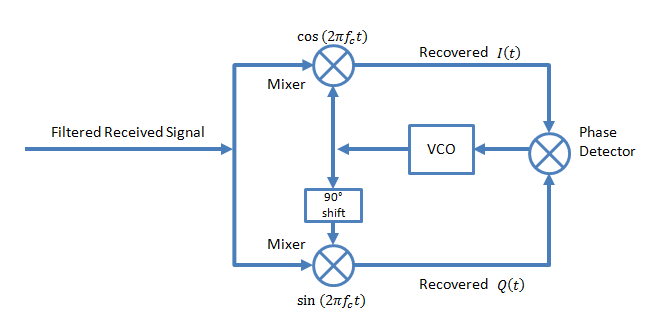 cos (2πf_c t)
Recovered I(t)
Mixer
Filtered Received Signal
VCO
Phase
Detector
90°
shift
Mixer
Recovered Q(t)
sin (2πf_c t)